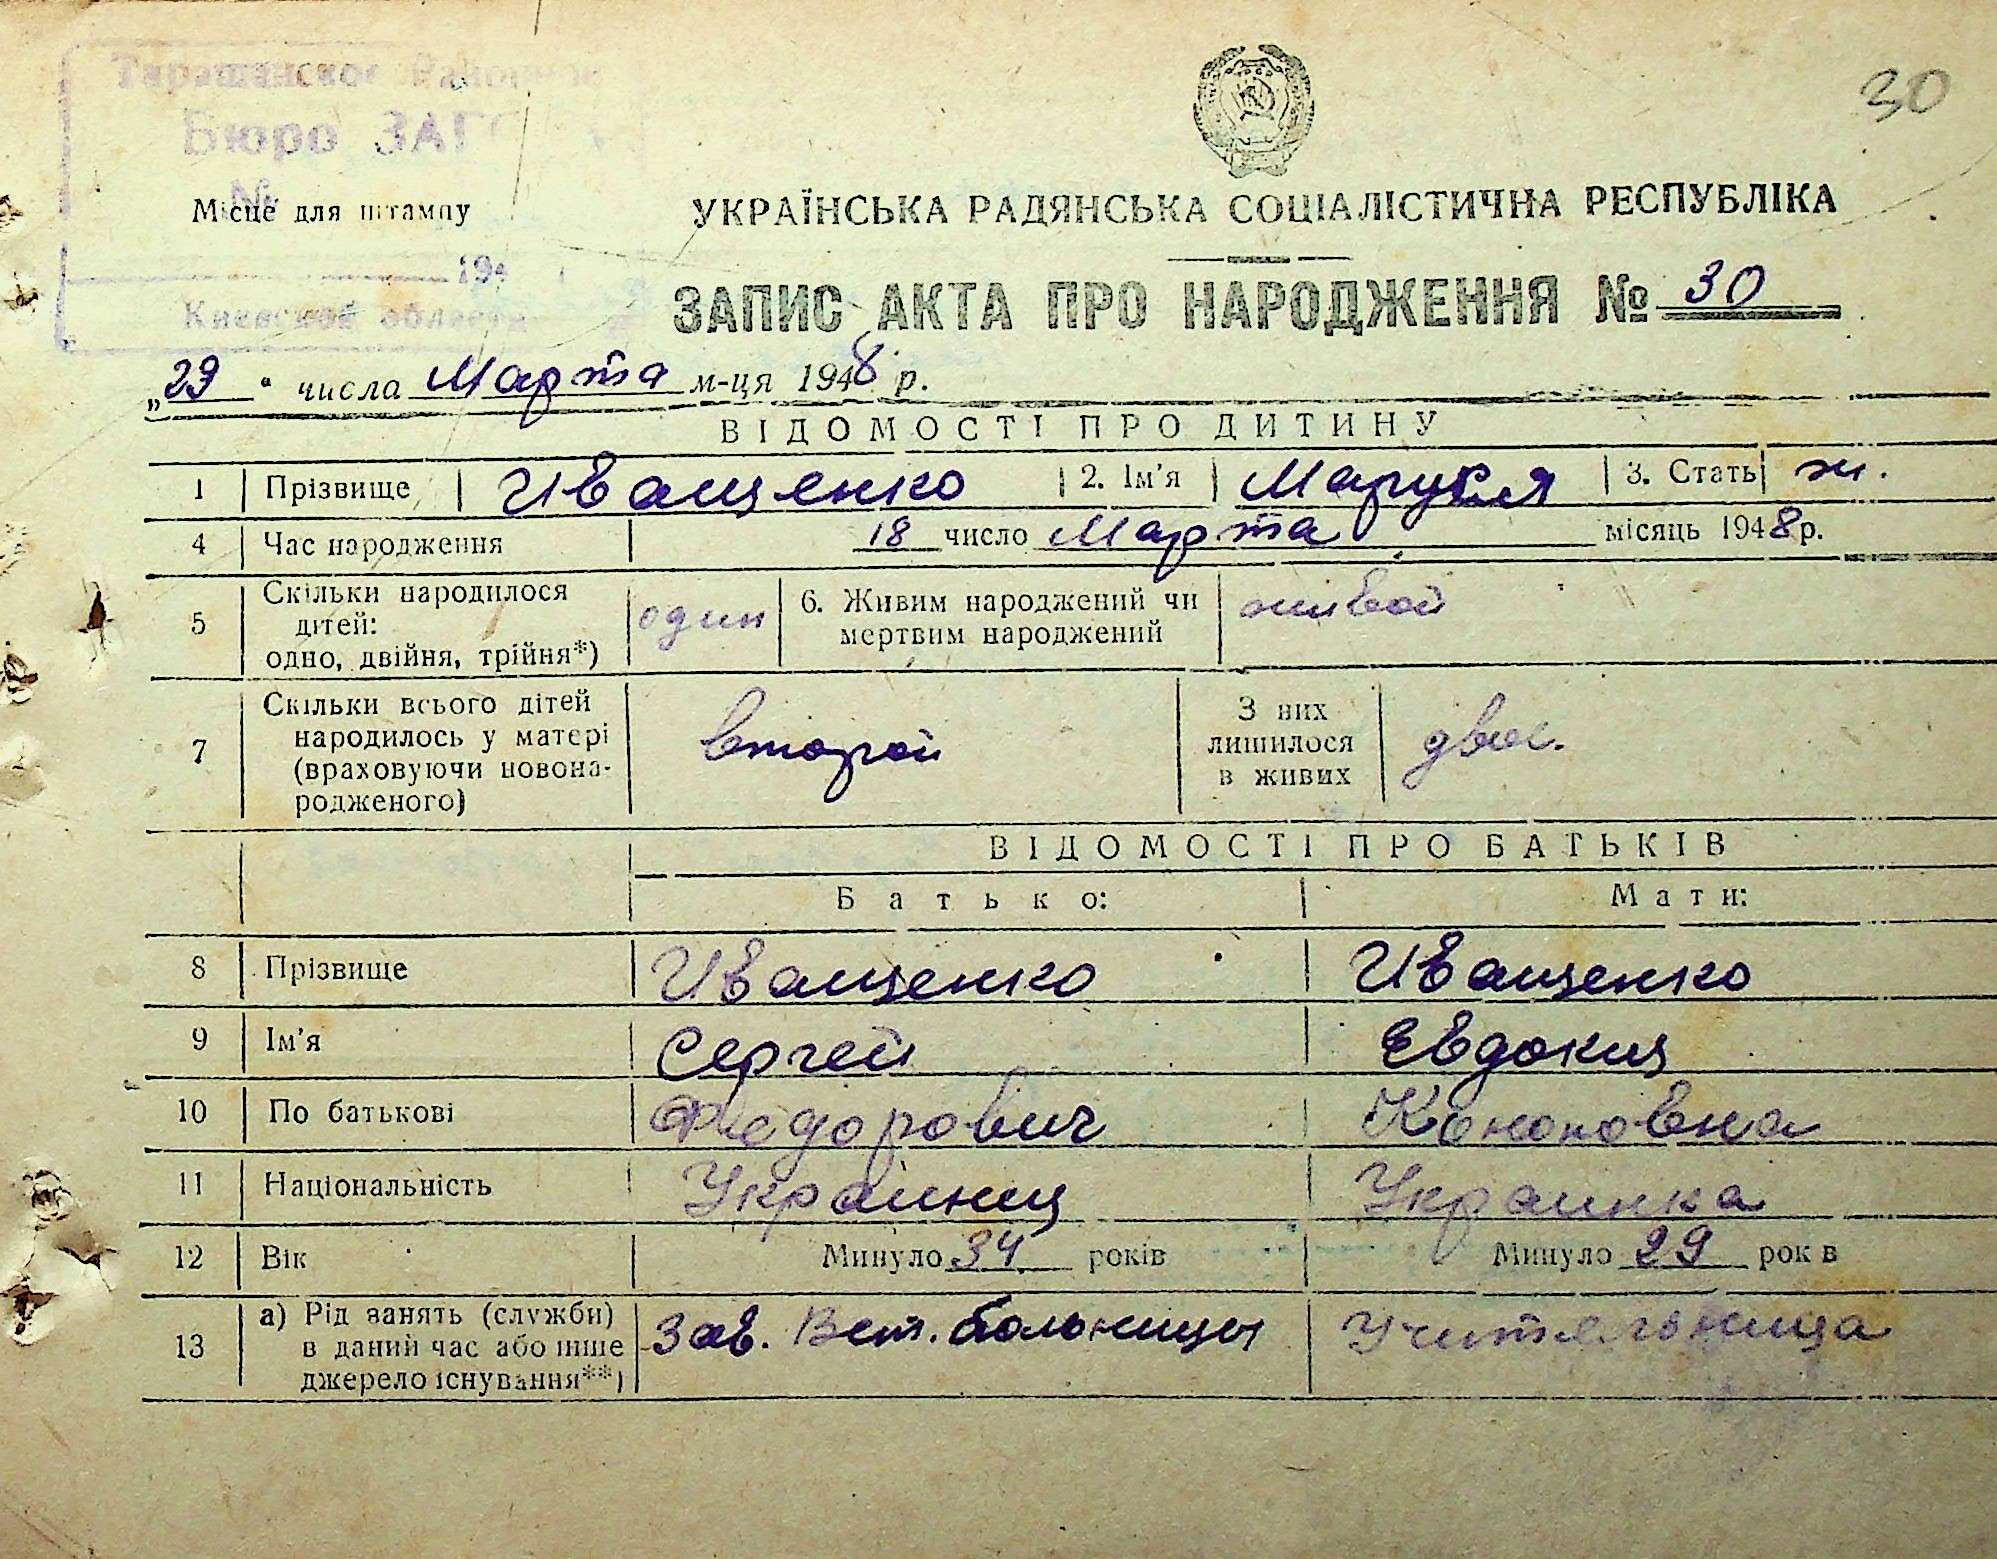 30
Таращанское Районное
Бюро ЗАГС
№
Місце для штампу
194
Киевской области
УКРАЇНСЬКА РАДЯНСЬКА СОЦІАЛІСТИЧНА РЕСПУБЛІКА
ЗАПИС АКТА ПРО НАРОДЖЕННЯ № 30
„29“ числа Марта м-ця 1948 р.
ВІДОМОСТІ ПРО ДИТИНУ
1 Прізвище Иващенко 2. Ім'я 3. Стать ж.
4 Час народження 18 число Марта місяць 1948 р.
5 Скільки народилося дітей: одно, двійня, трійня*) один 6. Живим народжений чи мертвим народжений живой
7 Скільки всього дітей народилось у матері (враховуючи новонародженого) второй З них лишилося в живих двое.
ВІДОМОСТІ ПРО БАТЬКІВ
Батько: Мати:
8 Прізвище Иващенко Иващенко
9 Ім'я Сергей Евдокия
10 По батькові Федорович Кононовна
11 Національність Украинец Украинка
12 Вік Минуло 34 років Минуло 29 років
13 а) Рід занять (служби) в даний час або інше джерело існування**) Зав. Вет. больницы Учительница